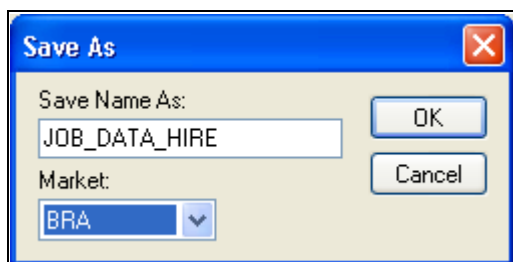 Save As
Save Name As:
JOB_DATA_HIRE
OK
Market:
Cancel
BRA